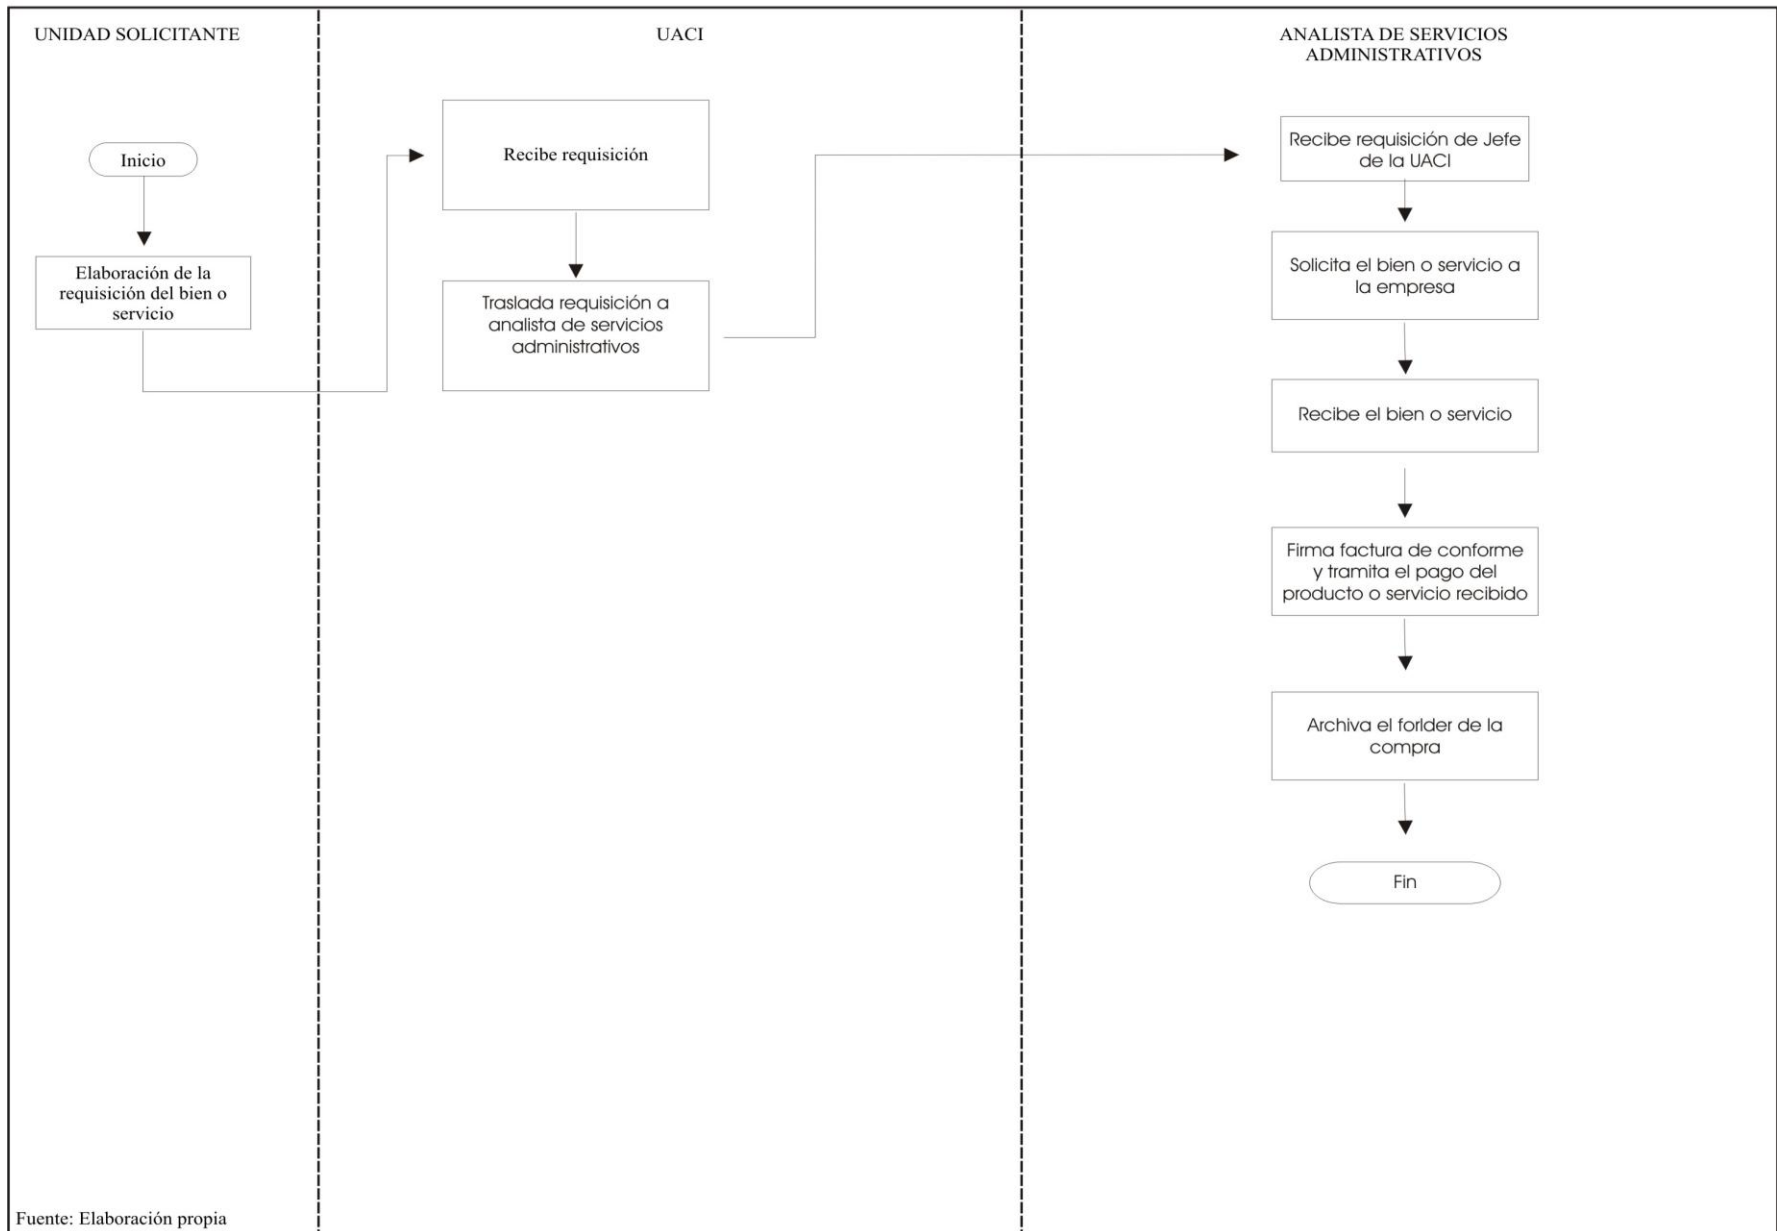 UNIDAD SOLICITANTE
Inicio
Elaboración de la
requisición del bien o
servicio
UACI
Recibe requisición
Traslada requisición a
analista de servicios
administrativos
ANALISTA DE SERVICIOS
ADMINISTRATIVOS
Recibe requisición de Jefe
de la UACI
Solicita el bien o servicio a
la empresa
Recibe el bien o servicio
Firma factura de conforme
y tramita el pago del
producto o servicio recibido
Archiva el forlder de la
compra
Fin
Fuente: Elaboración propia